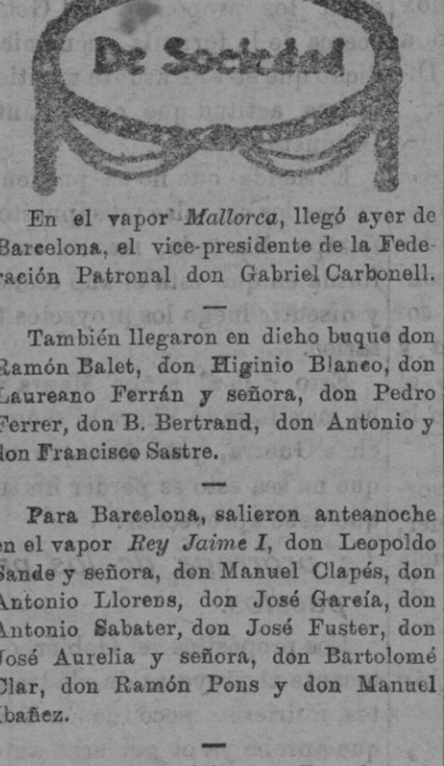 De Sociedad
En el vapor Mallorca, llegó ayer de
Barcelona, el vice-presidente de la Fede-
ración Patronal don Gabriel Carbonell.
También llegaron en dicho buque don
Ramón Balet, don Higinio Blanco, don
Laureano Ferrán y señora, don Pedro
Ferrer, don B. Bertrand, don Antonio y
don Francisco Sastre.
Para Barcelona, salieron anteanoche
en el vapor Rey Jaime I, don Leopoldo
Sande y señora, don Manuel Clapés, don
Antonio Llorens, don José García, don
Antonio Sabater, don José Fuster, don
José Aurelia y señora, don Bartolomé
Clar, don Ramón Pons y don Manuel
Ibañez.